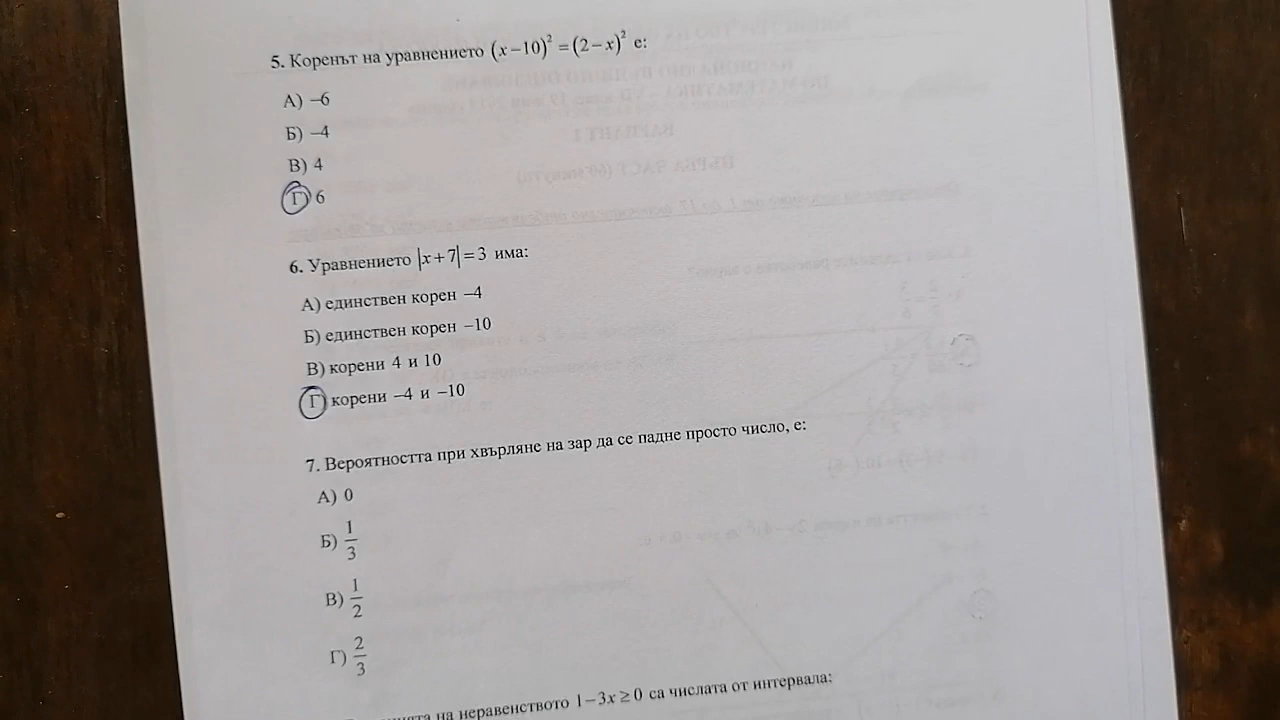 5. Коренът на уравнението (x−10)² = (2−x)² е:
А) −6
Б) −4
В) 4
Г) 6
6. Уравнението |x+7| = 3 има:
А) единствен корен −4
Б) единствен корен −10
В) корени 4 и 10
Г) корени −4 и −10
7. Вероятността при хвърляне на зар да се падне просто число, е:
А) 0
Б) 1/3
В) 1/2
Г) 2/3
на неравенството 1−3x ≥ 0 са числата от интервала: